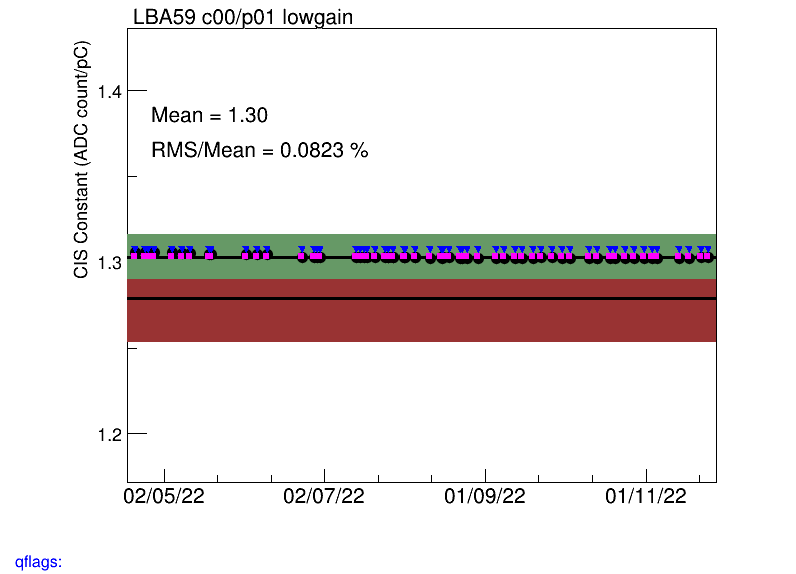 LBA59 c00/p01 lowgain
CIS Constant (ADC count/pC)
1.4
Mean = 1.30
RMS/Mean = 0.0823 %
1.3
1.2
02/05/22 02/07/22 01/09/22 01/11/22
qflags: